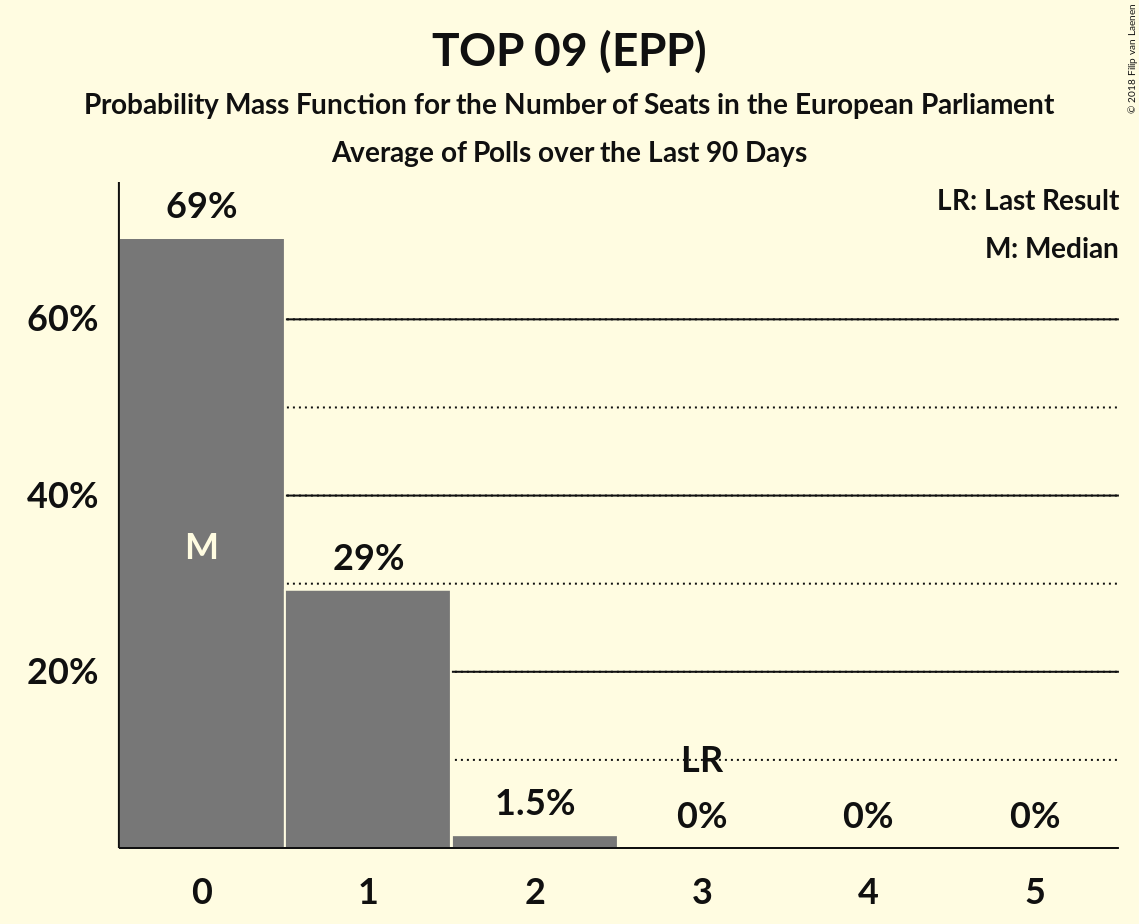 TOP 09 (EPP)
Probability Mass Function for the Number of Seats in the European Parliament
Average of Polls over the Last 90 Days
© 2018 Filip van Laenen
LR: Last Result
M: Median
69%
60%
40%
M
29%
20%
LR
1.5%
0%
0%
0%
0
1
2
3
4
5